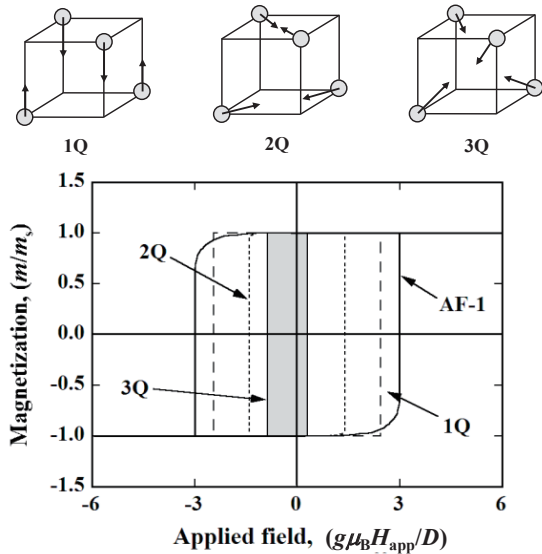 1Q 2Q 3Q
1.5
1.0
0.5
0.0
-0.5
-1.0
-1.5
Magnetization, (m/mₛ)
2Q
AF-1
3Q
1Q
-6 -3 0 3 6
Applied field, (gμ_BH_app/D)